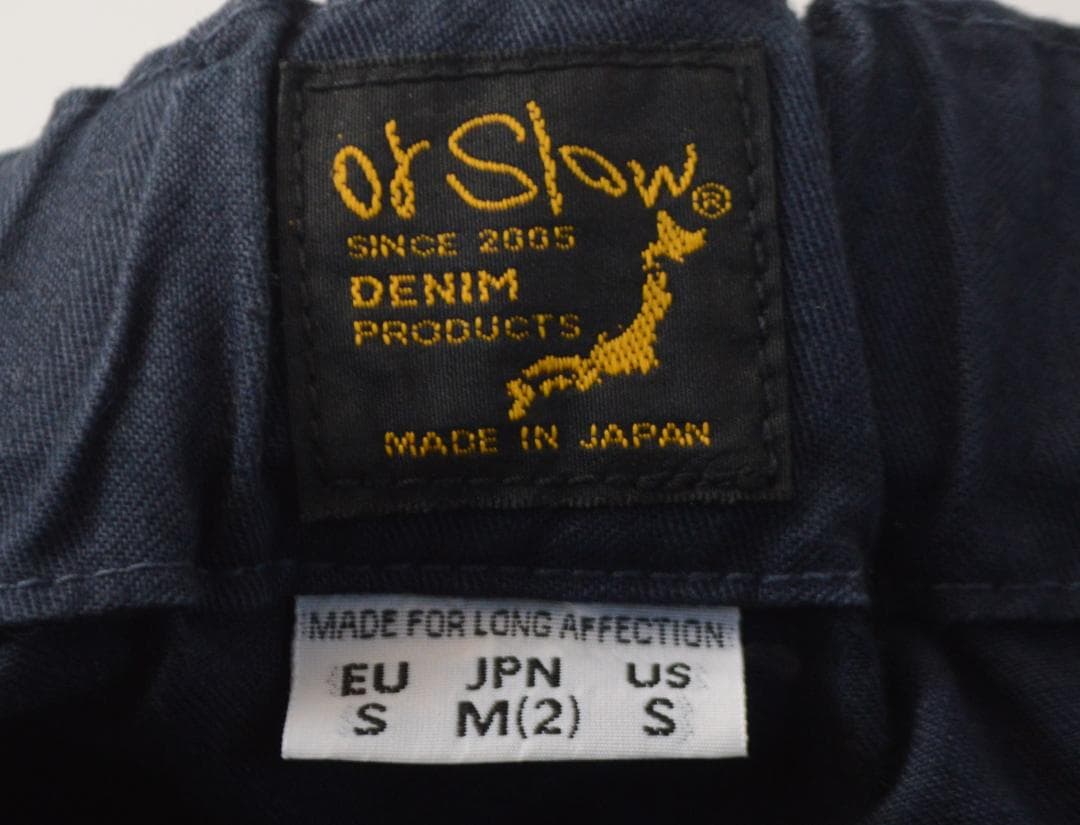 or Slow®
SINCE 2005
DENIM
PRODUCTS
MADE IN JAPAN
MADE FOR LONG AFFECTION
EU JPN US
S M(2) S